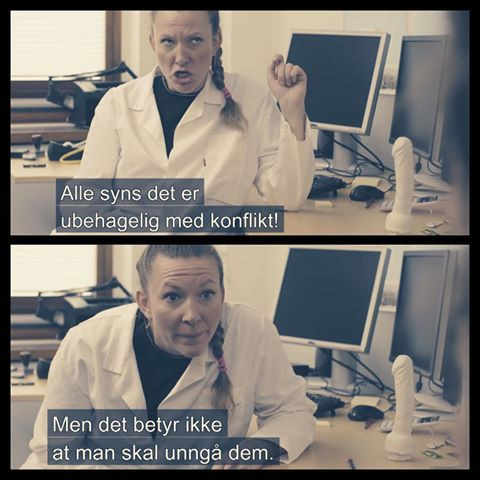 Alle syns det er
ubehagelig med konflikt!
Men det betyr ikke
at man skal unngå dem.